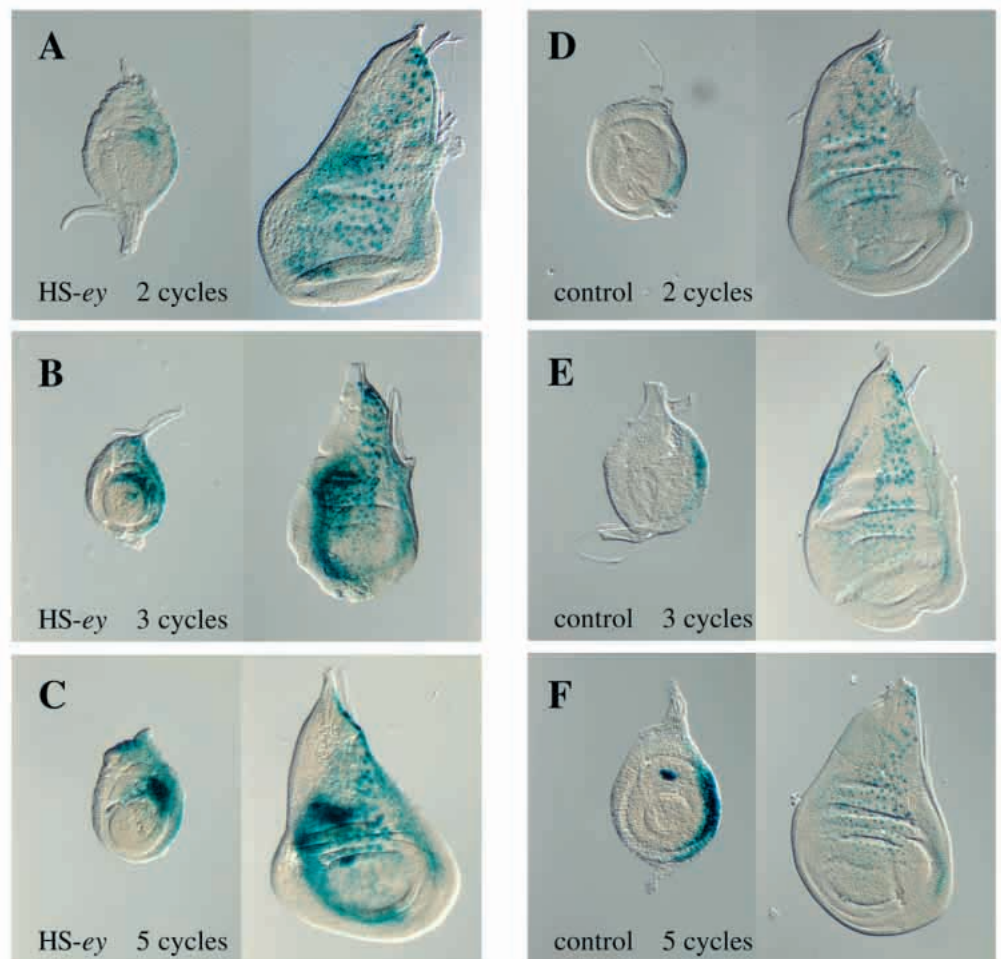 A
HS-ey 2 cycles
D
control 2 cycles
B
HS-ey 3 cycles
E
control 3 cycles
C
HS-ey 5 cycles
F
control 5 cycles